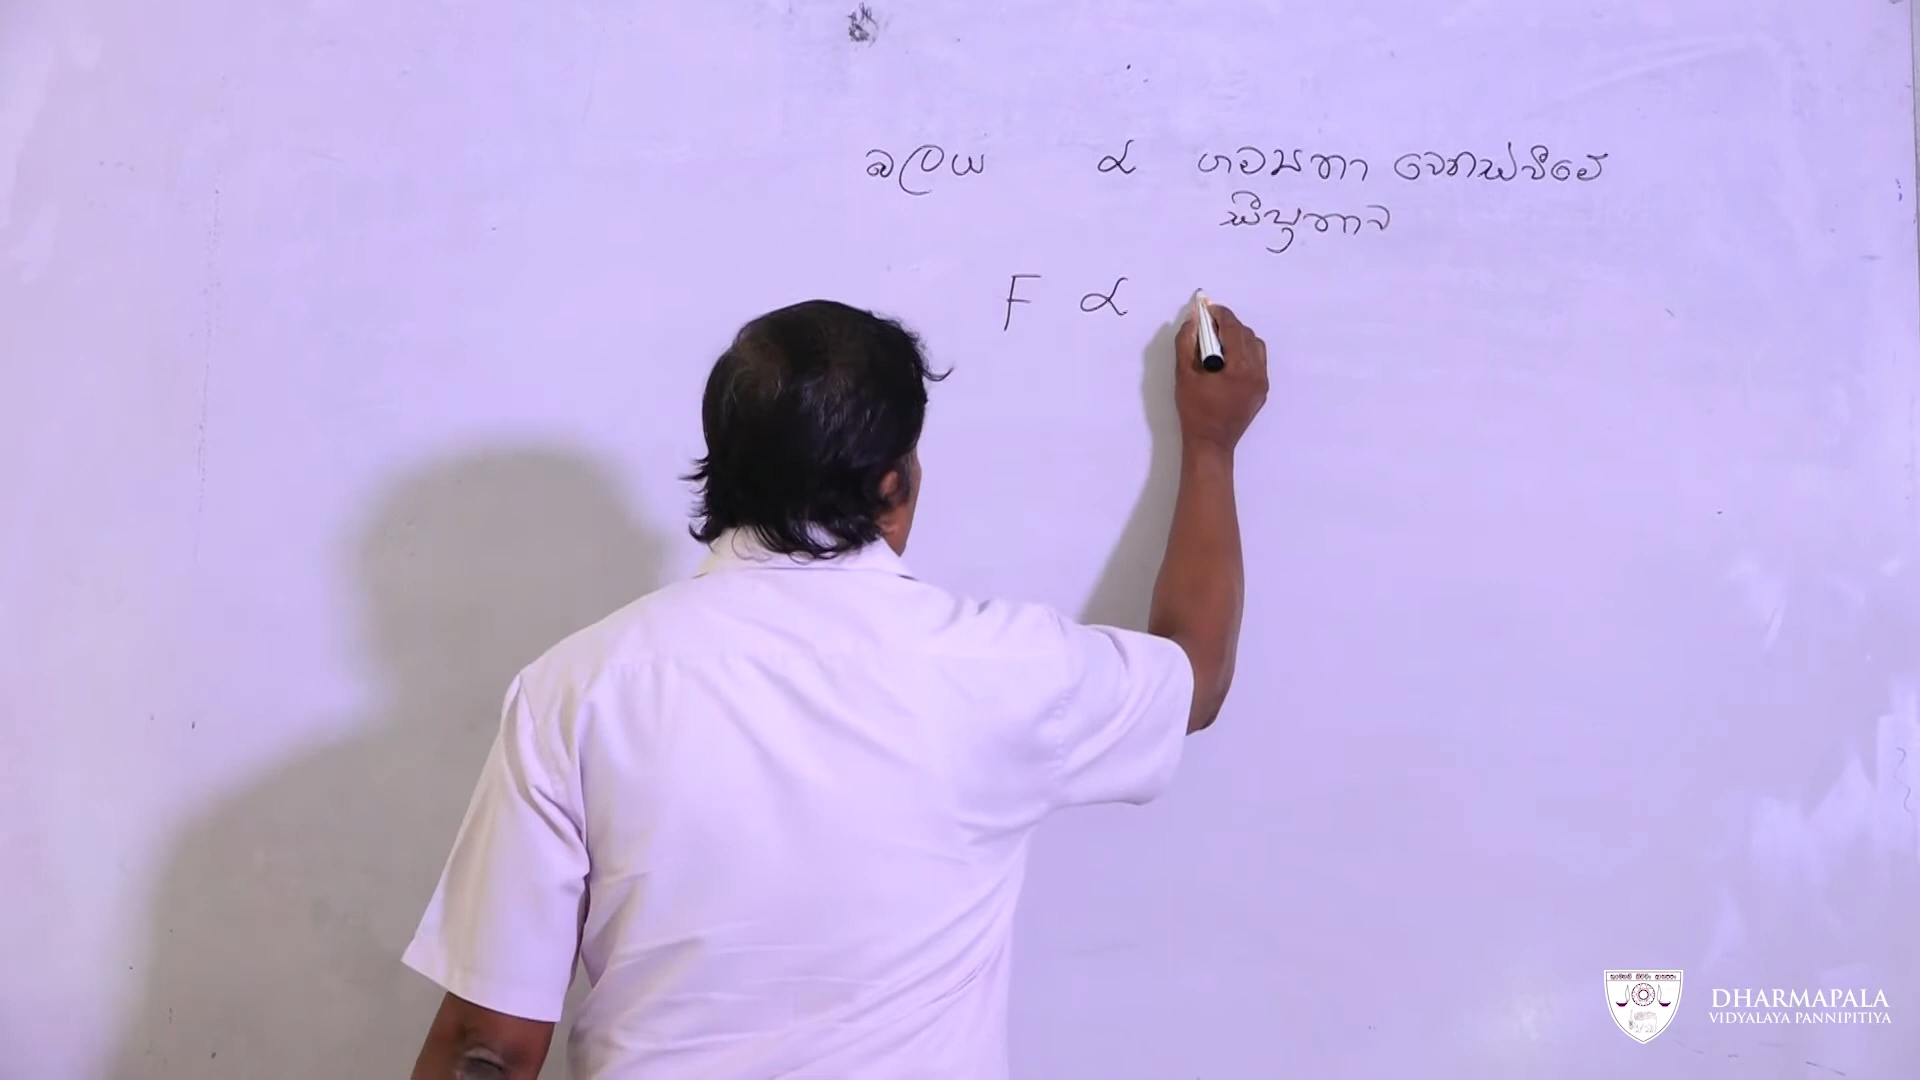 බලය ∝ ගම්‍යතා වෙනස්වීමේ
සීඝ්‍රතාව
F ∝
DHARMAPALA
VIDYALAYA PANNIPITIYA